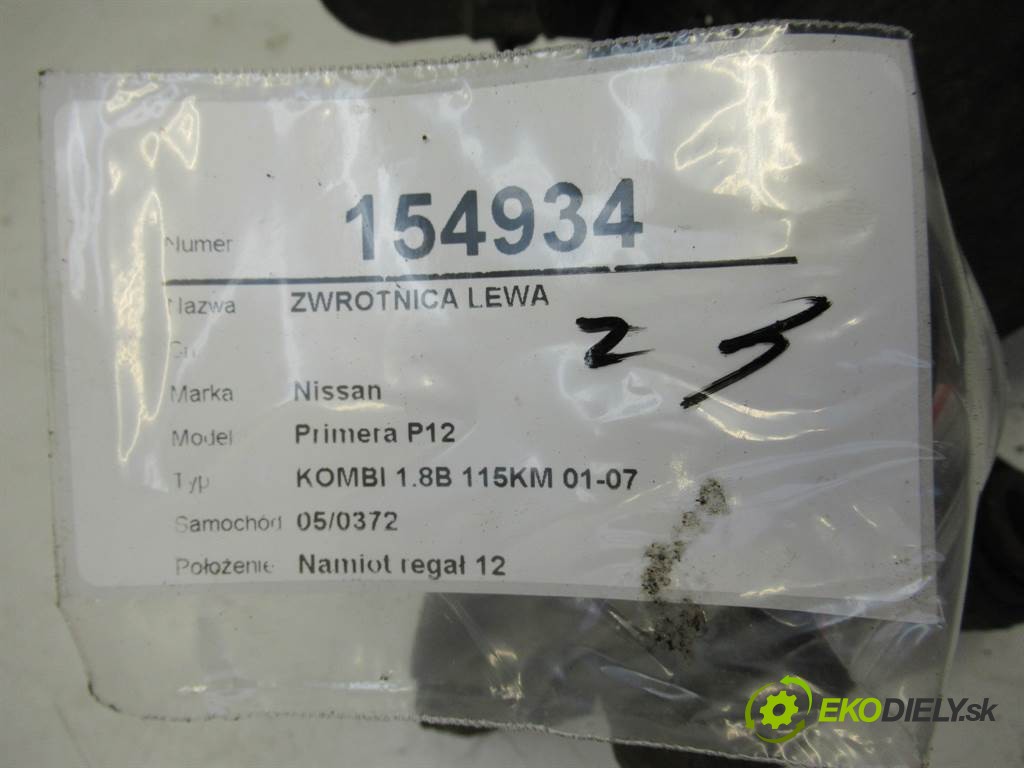 Numer 154934
Nazwa ZWROTNICA LEWA
2 3
Marka Nissan
Model Primera P12
Typ KOMBI 1.8B 115KM 01-07
Samochód 05/0372
Położenie Namiot regał 12
EKODIELY.sk